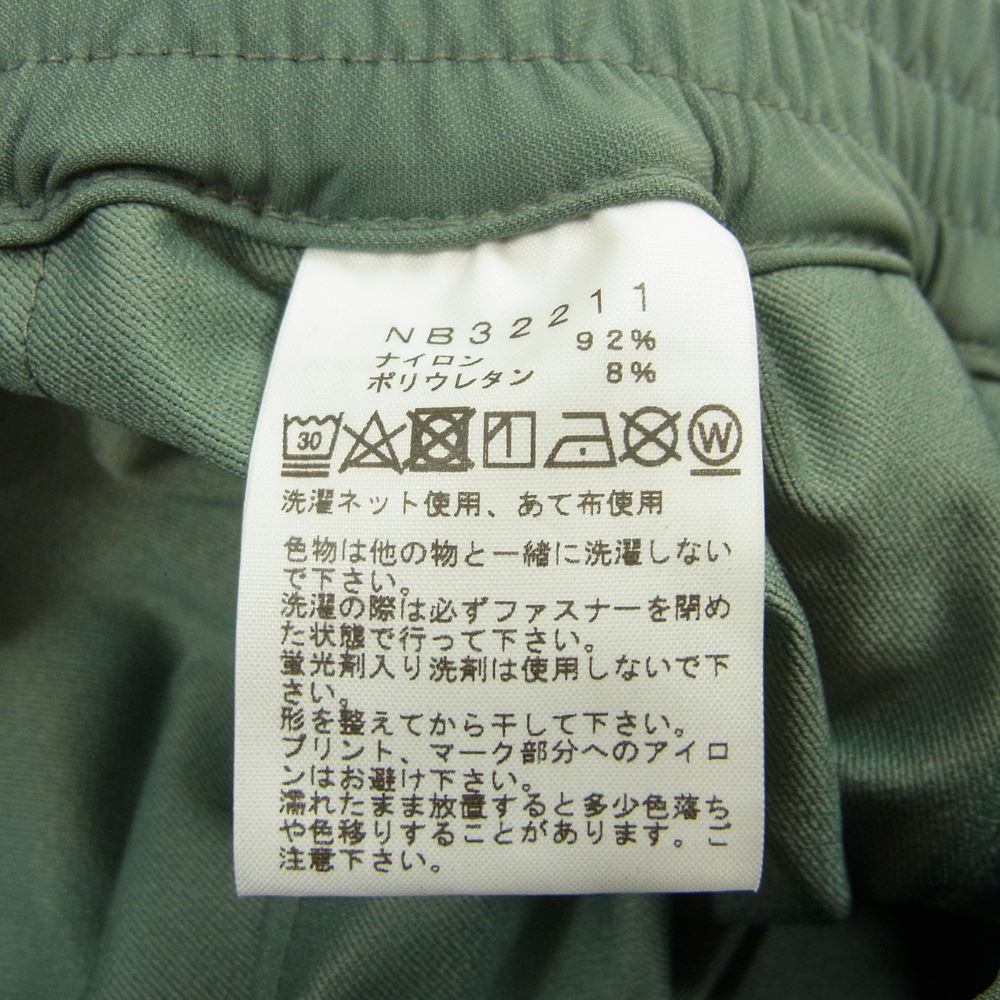 NB32211
ナイロン 92%
ポリウレタン 8%
30 W
洗濯ネット使用、あて布使用
色物は他の物と一緒に洗濯しない
で下さい。
洗濯の際は必ずファスナーを閉め
た状態で行って下さい。
蛍光剤入り洗剤は使用しないで下
さい。
形を整えてから干して下さい。
プリント、マーク部分へのアイロ
ンはお避け下さい。
濡れたまま放置すると多少色落ち
や色移りすることがあります。ご
注意下さい。